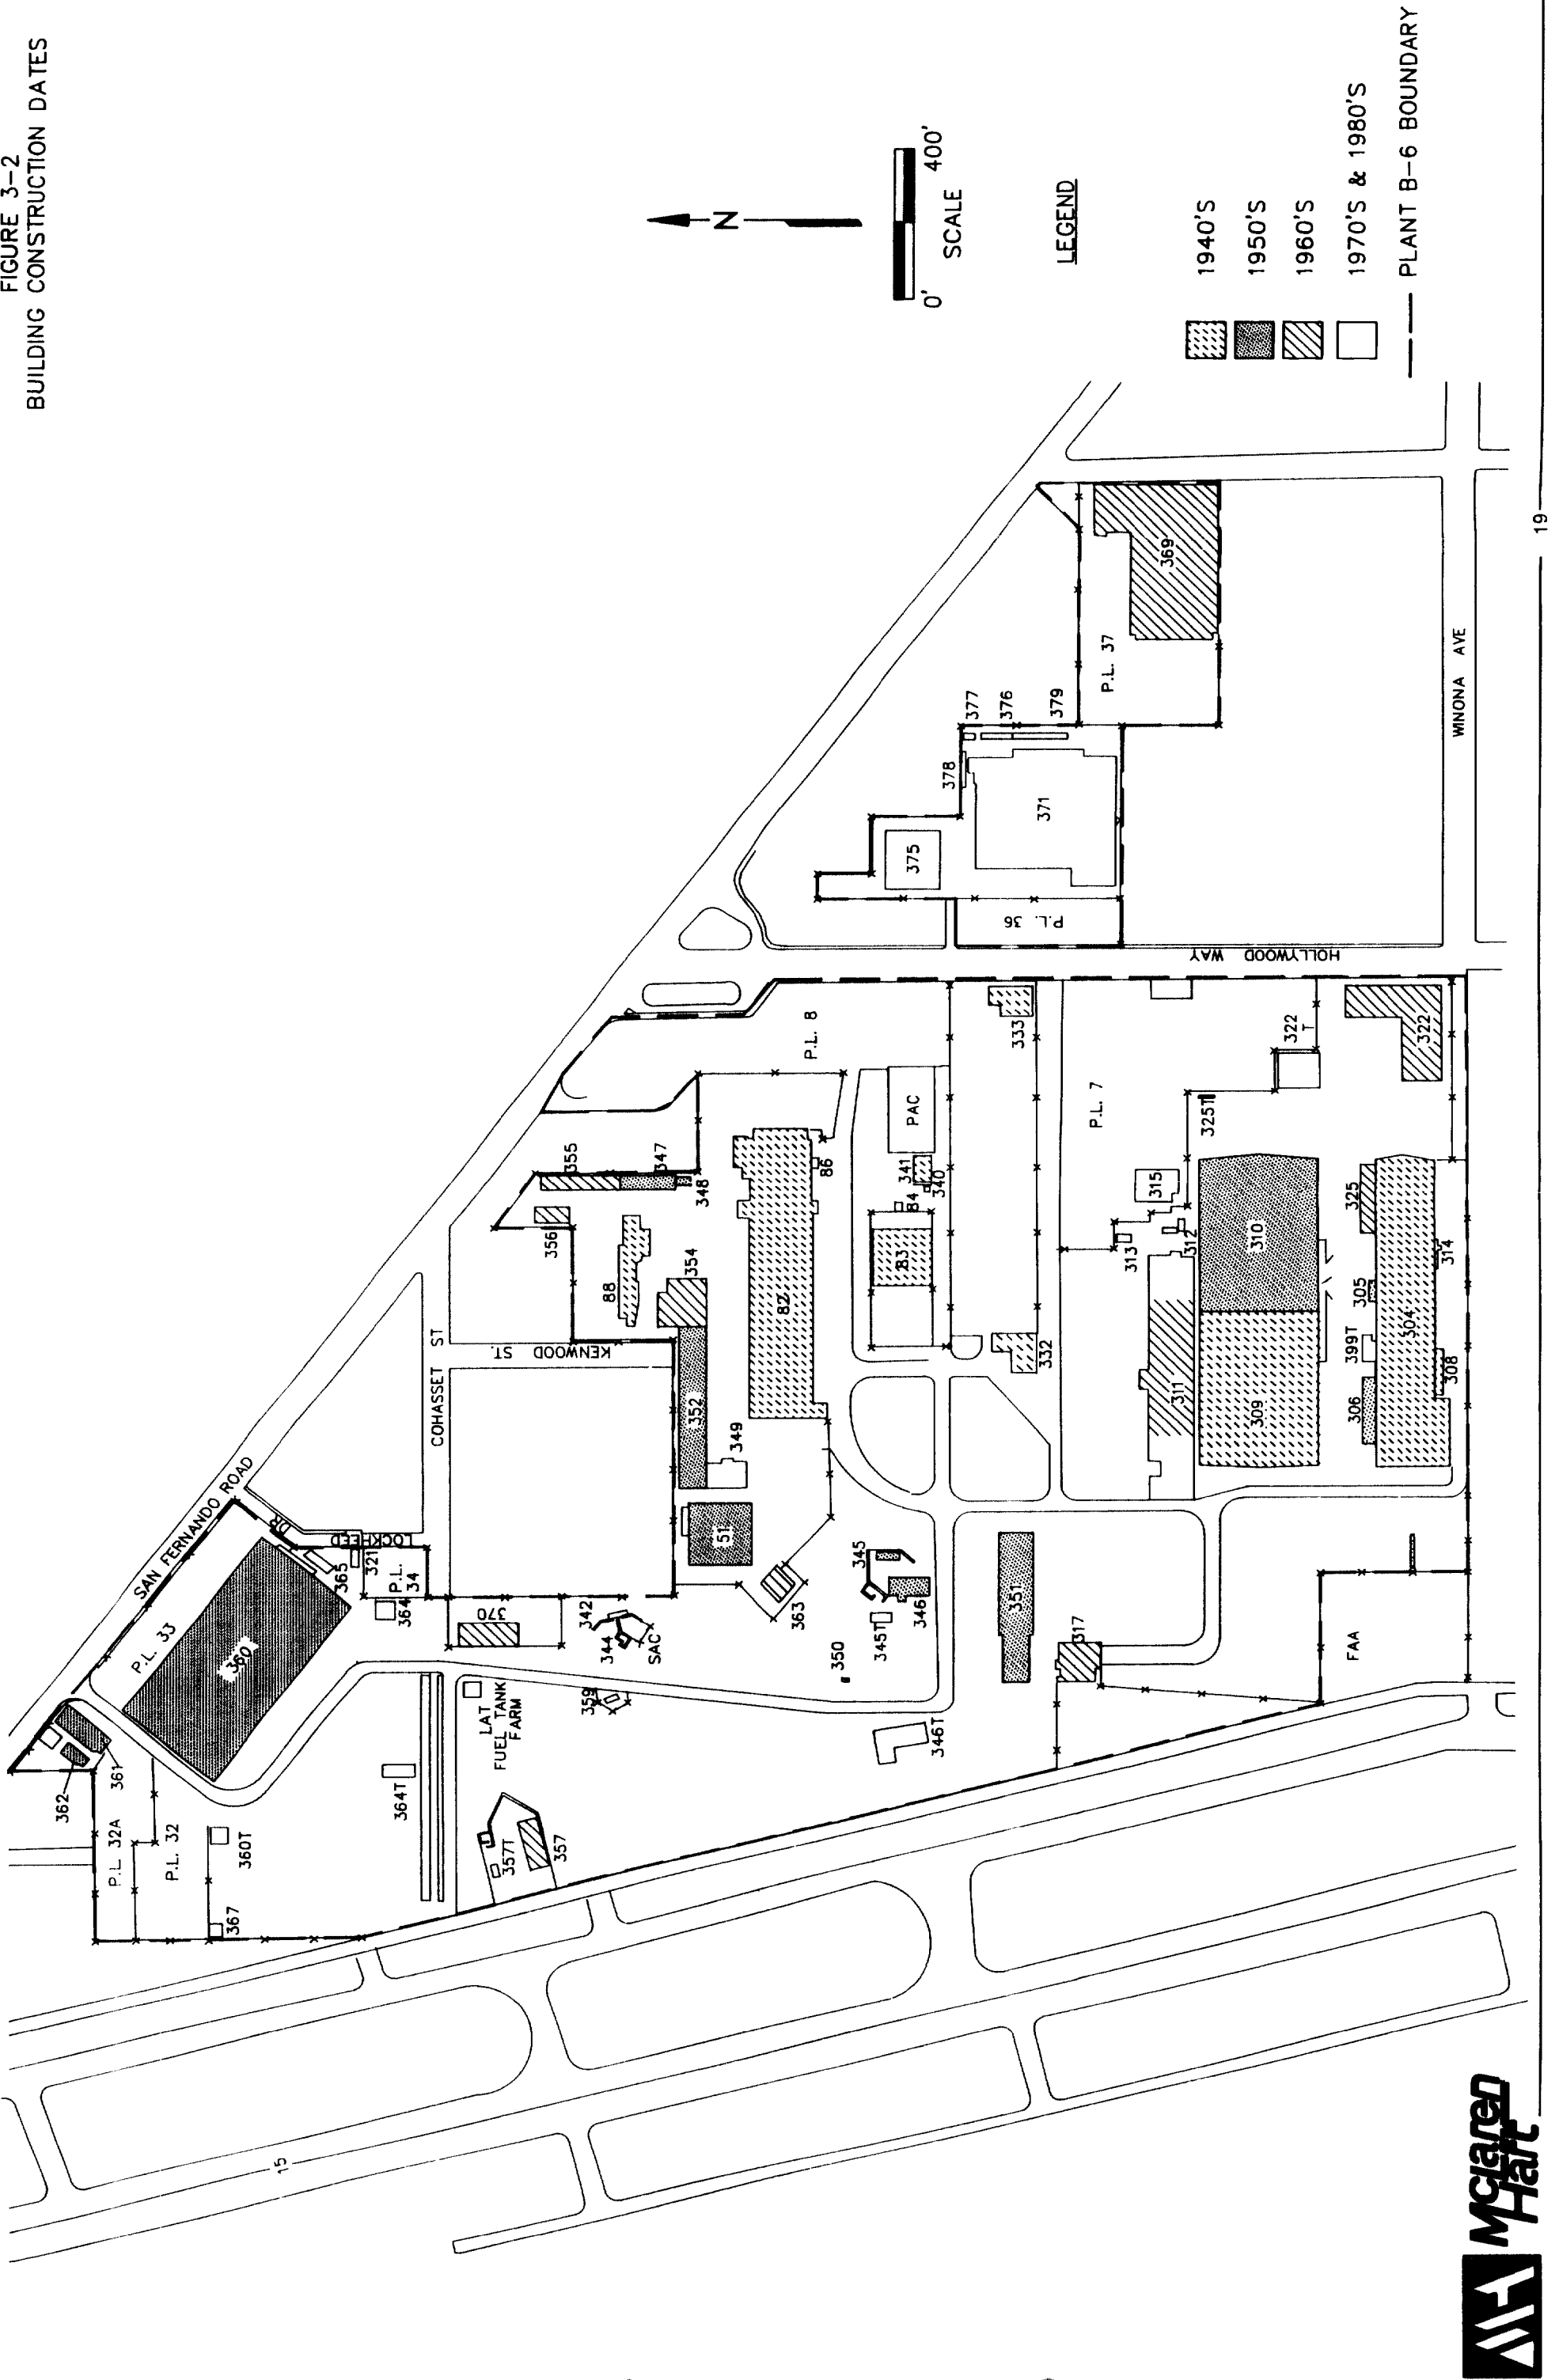 FIGURE 3-2
BUILDING CONSTRUCTION DATES
N
0' 400'
SCALE
LEGEND
1940'S
1950'S
1960'S
1970'S & 1980'S
PLANT B-6 BOUNDARY
SAN FERNANDO ROAD
P.L. 33
360
362
361
P.L. 32A
P.L. 32
360T
367
LOCKHEED DR
365
321
P.L. 34
364
364T
COHASSET ST
KENWOOD ST.
370
342
344
SAC
359
LAT
FUEL TANK
FARM
357T
357
355
347
348
356
88
354
352
349
51
363
82
86
P.L. 8
PAC
341
340
84
83
333
332
345
346
345T
350
346T
351
317
FAA
P.L. 7
325T
322
T
322
315
313
312
311
310
309
325
314
305
399T
304
306
308
HOLLYWOOD WAY
P.L. 36
375
378
377
376
379
371
P.L. 37
369
WINONA AVE
15
McLaren
Hart
19